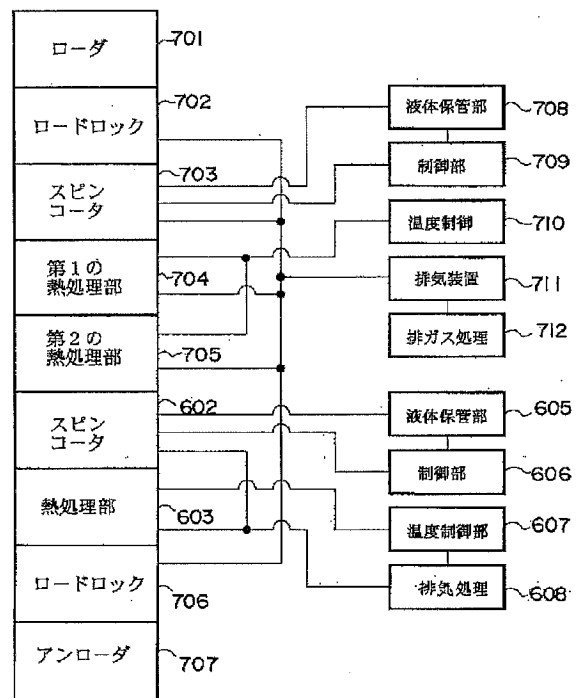 ローダ
701
ロードロック
702
スピン
コータ
703
第1の
熱処理部
704
第2の
熱処理部
705
スピン
コータ
602
熱処理部
603
ロードロック
706
アンローダ
707
液体保管部
708
制御部
709
温度制御
710
排気装置
711
排ガス処理
712
液体保管部
605
制御部
606
温度制御部
607
排気処理
608